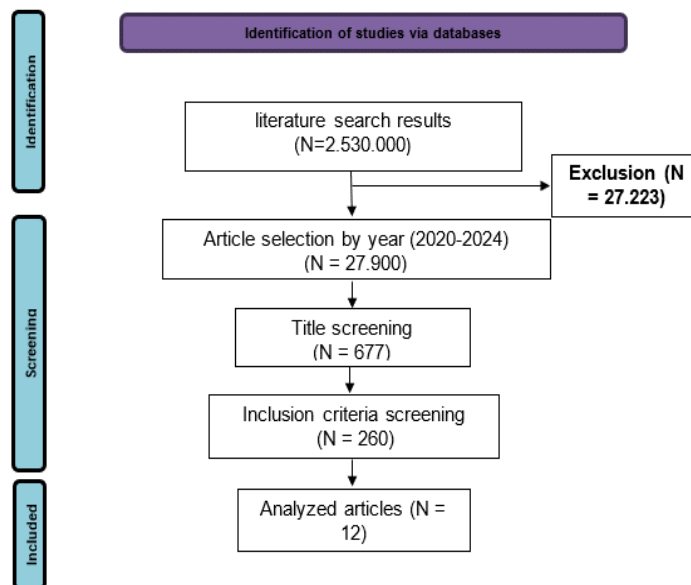 Identification of studies via databases
Identification
literature search results
(N=2.530.000)
Exclusion (N
= 27.223)
Screening
Article selection by year (2020-2024)
(N = 27.900)
Title screening
(N = 677)
Inclusion criteria screening
(N = 260)
Included
Analyzed articles (N =
12)